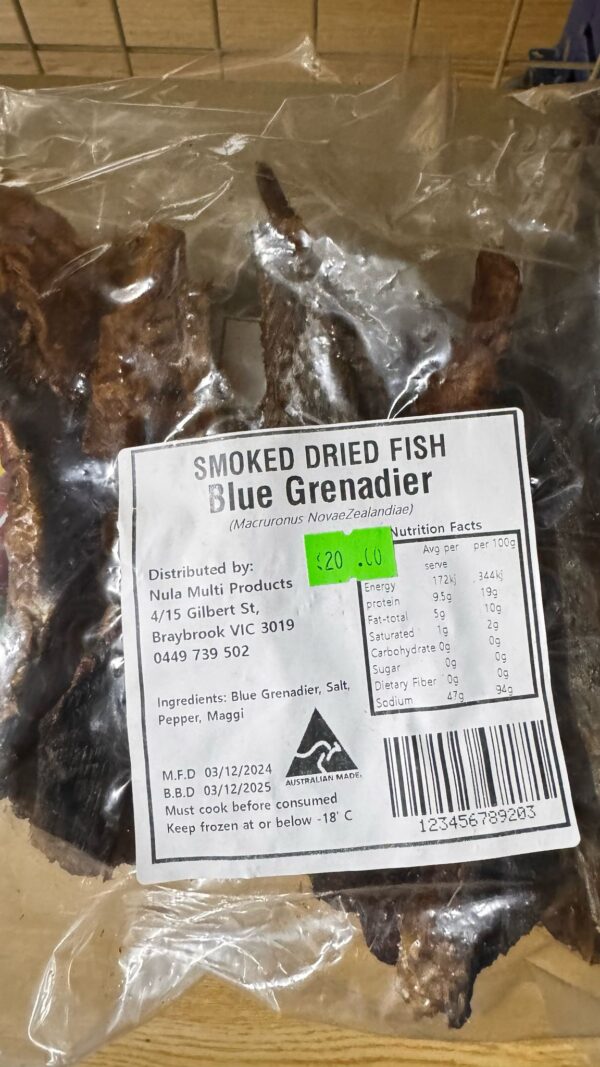 SMOKED DRIED FISH
Blue Grenadier
(Macruronus NovaeZealandiae)
$20.00
Distributed by:
Nula Multi Products
4/15 Gilbert St,
Braybrook VIC 3019
0449 739 502
Nutrition Facts
Avg per serve per 100g
Energy 172kj 344kj
protein 9.5g 19g
Fat-total 5g 10g
Saturated 1g 2g
Carbohydrate 0g 0g
Sugar 0g 0g
Dietary Fiber 0g 0g
Sodium 47g 94g
Ingredients: Blue Grenadier, Salt,
Pepper, Maggi
AUSTRALIAN MADE
M.F.D 03/12/2024
B.B.D 03/12/2025
Must cook before consumed
Keep frozen at or below -18' C
123456789203